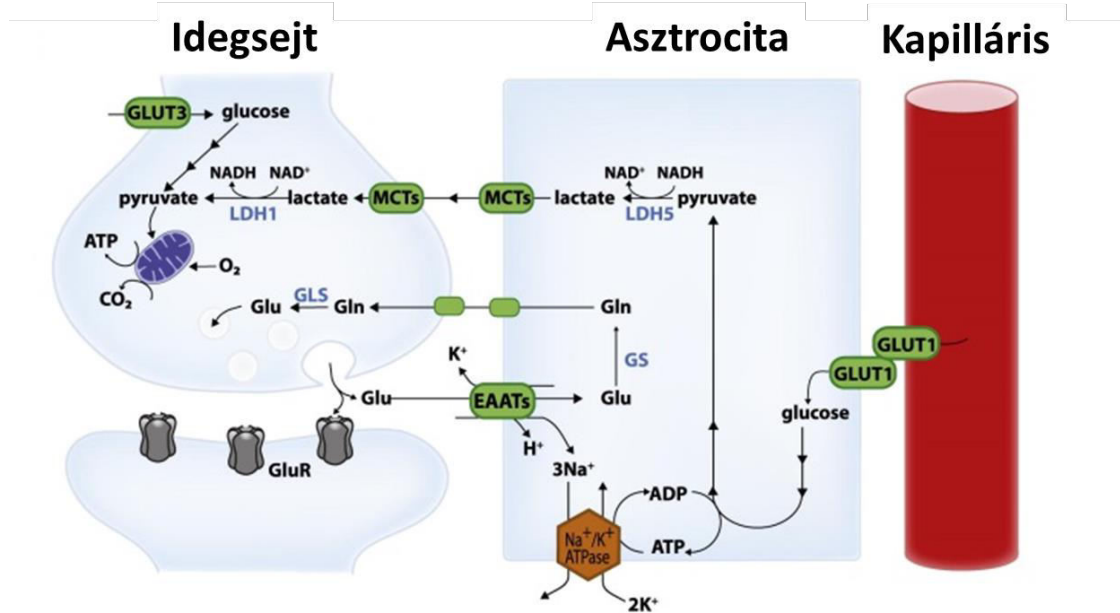 Idegsejt
Asztrocita
Kapilláris
GLUT3
glucose
NADH NAD⁺
NAD⁺ NADH
pyruvate
lactate
MCTs
MCTs
lactate
pyruvate
LDH1
LDH5
ATP
O₂
CO₂
Glu
GLS
Gln
Gln
GLUT1
K⁺
GS
GLUT1
Glu
EAATs
Glu
glucose
H⁺
GluR
3Na⁺
ADP
Na⁺/K⁺
ATPase
ATP
2K⁺